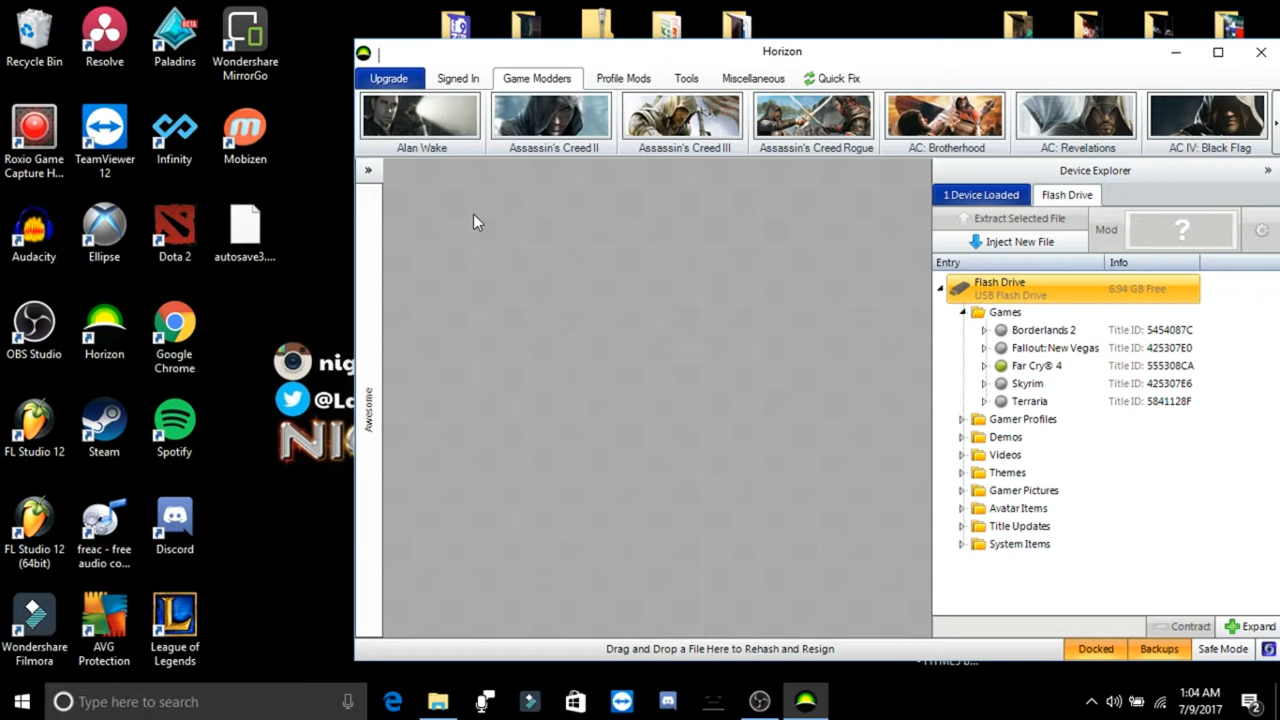 Recycle Bin
Resolve
Paladins
BETA
Wondershare
MirrorGo
Roxio Game
Capture H...
TeamViewer
12
Infinity
Mobizen
Audacity
Ellipse
Dota 2
autosave3....
OBS Studio
Horizon
Google
Chrome
FL Studio 12
Steam
Spotify
FL Studio 12
(64bit)
freac - free
audio co...
Discord
Wondershare
Filmora
AVG
Protection
League of
Legends
nig
@La
NI
Horizon
Upgrade
Signed In
Game Modders
Profile Mods
Tools
Miscellaneous
Quick Fix
Alan Wake
Assassin's Creed II
Assassin's Creed III
Assassin's Creed Rogue
AC: Brotherhood
AC: Revelations
AC IV: Black Flag
»
Awesome
Device Explorer
»
1 Device Loaded
Flash Drive
Extract Selected File
Inject New File
Mod
?
Entry
Info
Flash Drive
USB Flash Drive
6.94 GB Free
Games
Borderlands 2 Title ID: 5454087C
Fallout: New Vegas Title ID: 425307E0
Far Cry® 4 Title ID: 555308CA
Skyrim Title ID: 425307E6
Terraria Title ID: 5841128F
Gamer Profiles
Demos
Videos
Themes
Gamer Pictures
Avatar Items
Title Updates
System Items
Contract
Expand
Drag and Drop a File Here to Rehash and Resign
Docked
Backups
Safe Mode
Type here to search
1:04 AM
7/9/2017
2